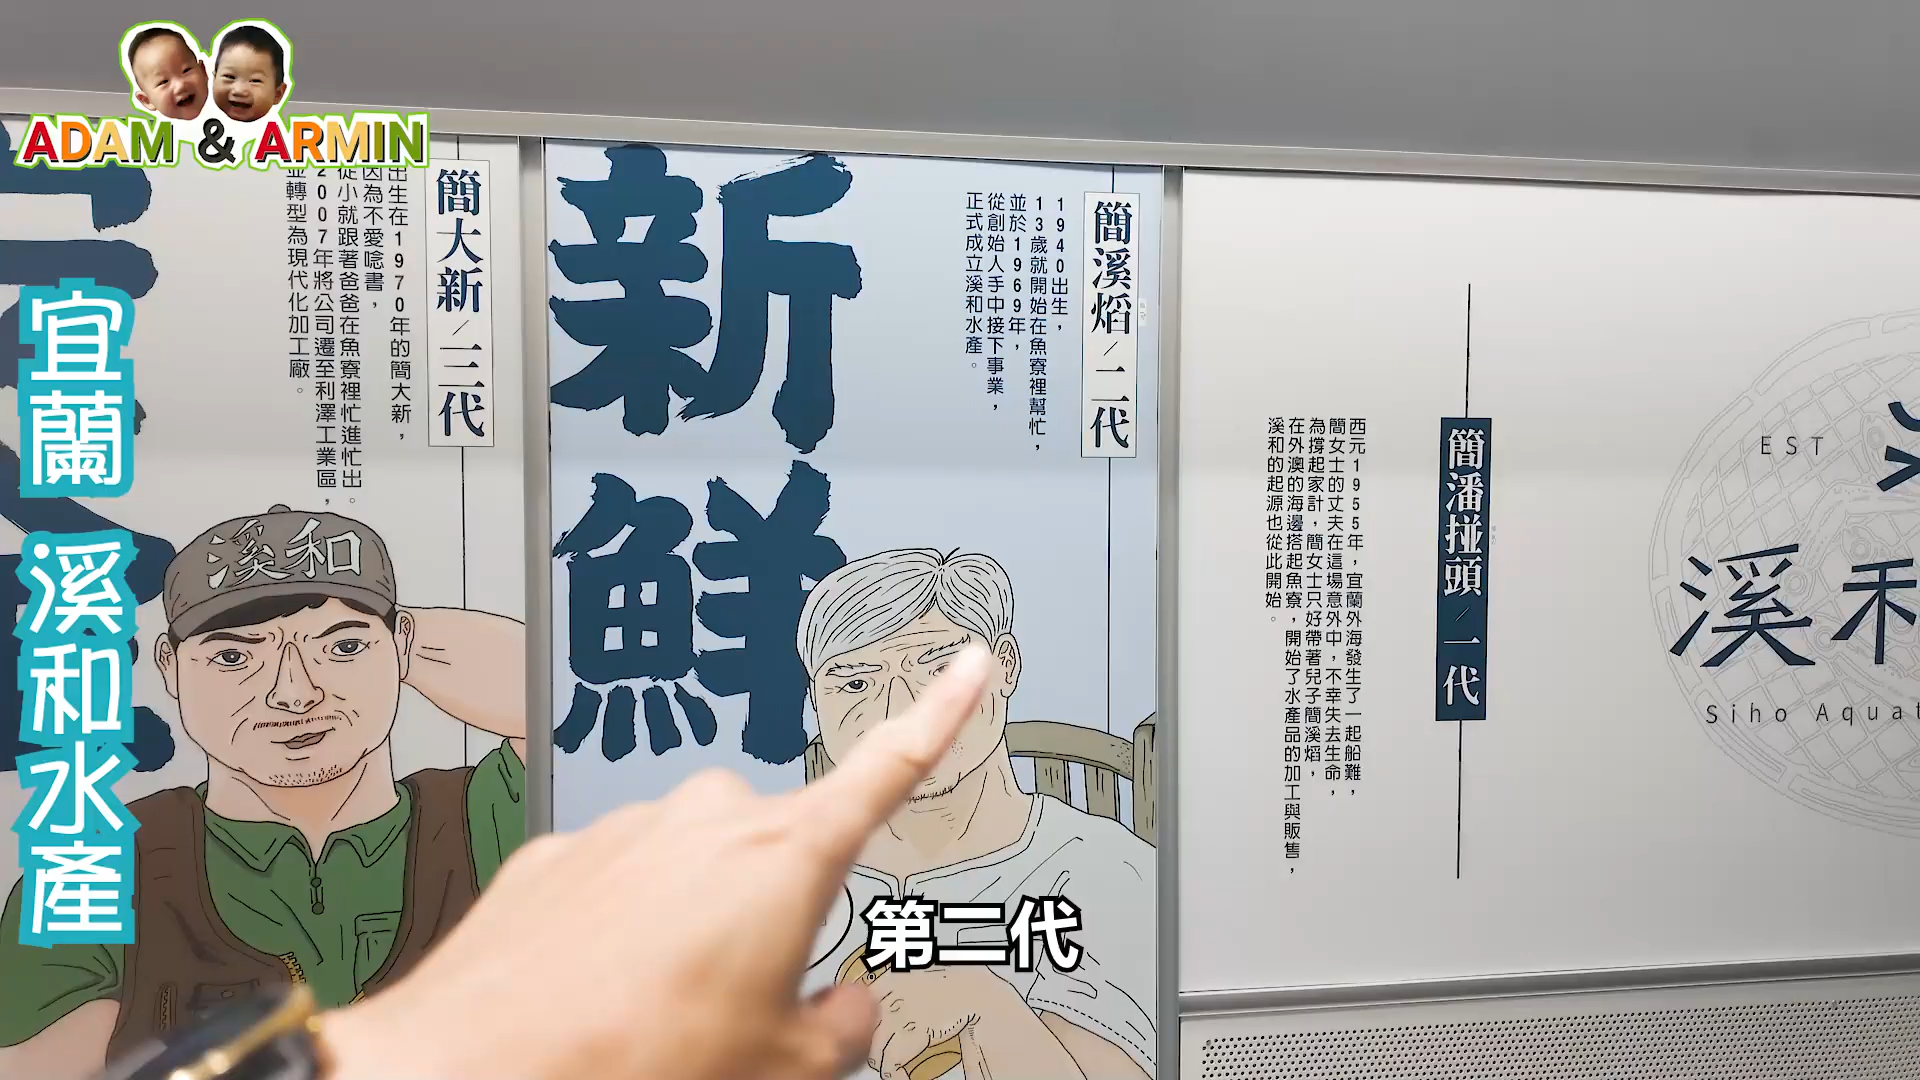 ADAM & ARMIN
宜蘭 溪和水產
簡大新／三代
出生在1970年的簡大新，
因為不愛唸書，
從小就跟著爸爸在魚寮裡忙進忙出。
2007年將公司遷至利澤工業區，
並轉型為現代化加工廠。
溪和
新鮮
簡溪熖／二代
1940出生，
13歲就開始在魚寮裡幫忙，
並於1969年，
從創始人手中接下事業，
正式成立溪和水產。
簡潘掽頭／一代
西元1955年，宜蘭外海發生了一起船難，
簡女士的丈夫在這場意外中，不幸失去生命，
為撐起家計，簡女士只好帶著兒子簡溪熖，
在外澳的海邊搭起魚寮，開始了水產品的加工與販售，
溪和的起源也從此開始。
EST
溪和
Siho Aquat
第二代